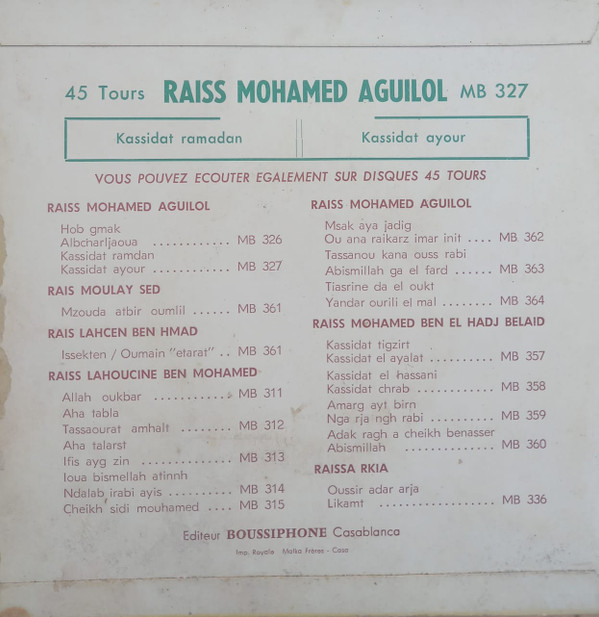 45 Tours RAISS MOHAMED AGUILOL MB 327
Kassidat ramadan
Kassidat ayour
VOUS POUVEZ ECOUTER EGALEMENT SUR DISQUES 45 TOURS
RAISS MOHAMED AGUILOL
Hob gmak
Albcharljaoua ............ MB 326
Kassidat ramdan
Kassidat ayour ............. MB 327
RAIS MOULAY SED
Mzouda atbir oumlil ...... MB 361
RAIS LAHCEN BEN HMAD
Issekten / Oumain "etarat" .. MB 361
RAISS LAHOUCINE BEN MOHAMED
Allah oukbar ............ MB 311
Aha tabla
Tassaourat amhalt ........ MB 312
Aha talarst
Ifis ayg zin .............. MB 313
Ioua bismellah atinnh
Ndalab irabi ayis .......... MB 314
Cheikh sidi mouhamed .... MB 315
RAISS MOHAMED AGUILOL
Msak aya jadig
Ou ana raikarz imar init .... MB 362
Tassanou kana ouss rabi
Abismillah ga el fard ...... MB 363
Tiasrine da el oukt
Yandar ourili el mal ........ MB 364
RAISS MOHAMED BEN EL HADJ BELAID
Kassidat tigzirt
Kassidat el ayalat .......... MB 357
Kassidat el hassani
Kassidat chrab ............ MB 358
Amarg ayt birn
Nga rja ngh rabi .......... MB 359
Adak ragh a cheikh benasser
Abismillah .............. MB 360
RAISSA RKIA
Oussir adar arja
Likamt .................. MB 336
Editeur BOUSSIPHONE Casablanca
Imp. Royale Malka Frères - Casa